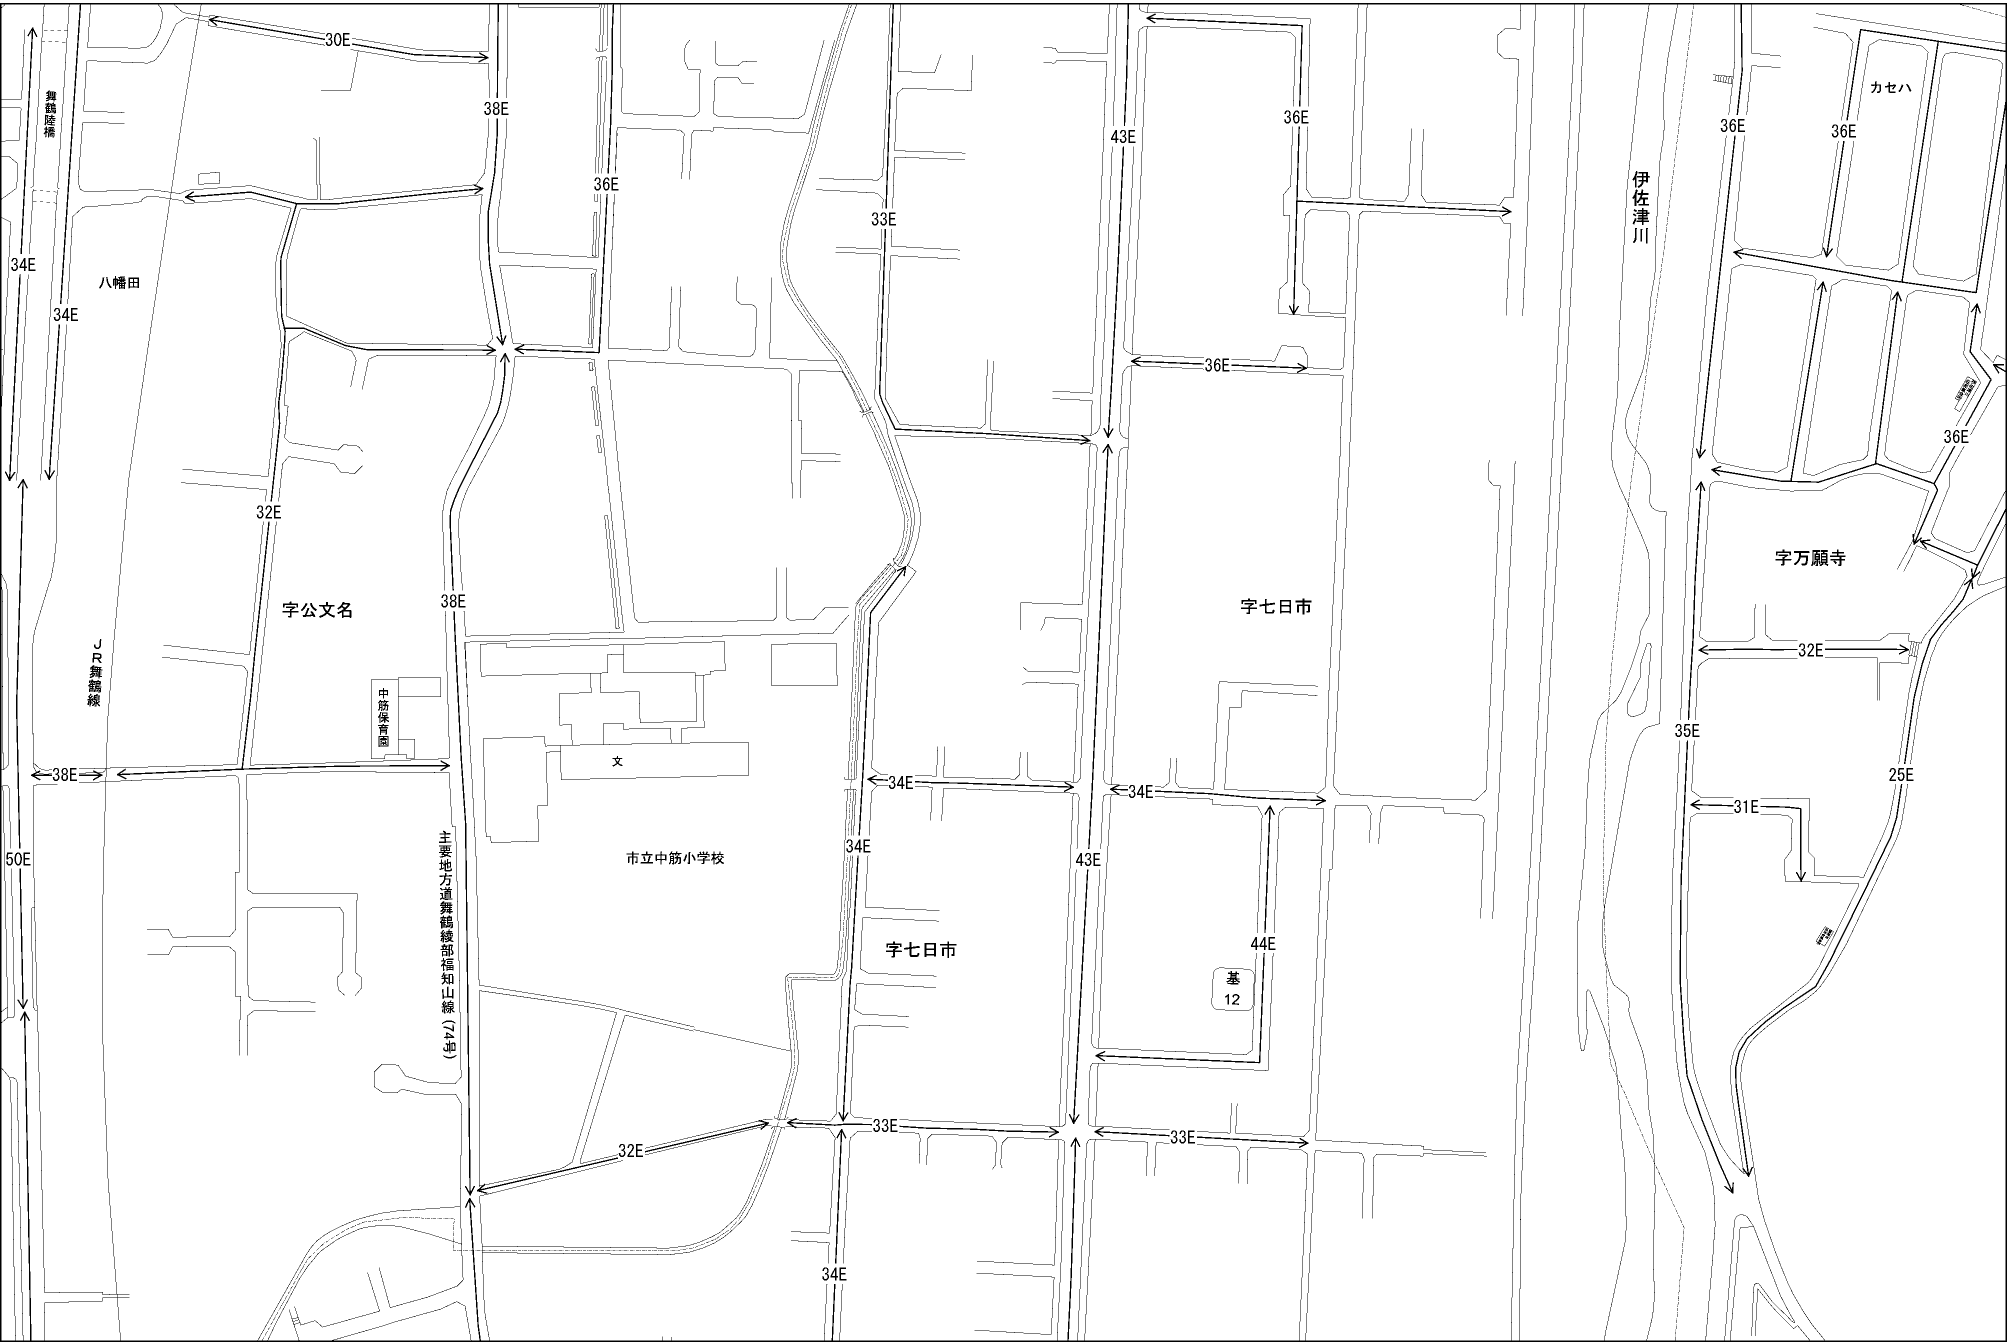 30E
舞鶴陸橋
38E
43E
36E
36E
36E
カセハ
36E
伊佐津川
33E
34E
八幡田
34E
36E
36E
32E
38E
字公文名
字七日市
字万願寺
JR舞鶴線
中筋保育園
32E
35E
文
38E
34E
34E
25E
31E
50E
主要地方道舞鶴綾部福知山線(74号)
市立中筋小学校
34E
43E
字七日市
44E
基
12
32E
33E
33E
34E